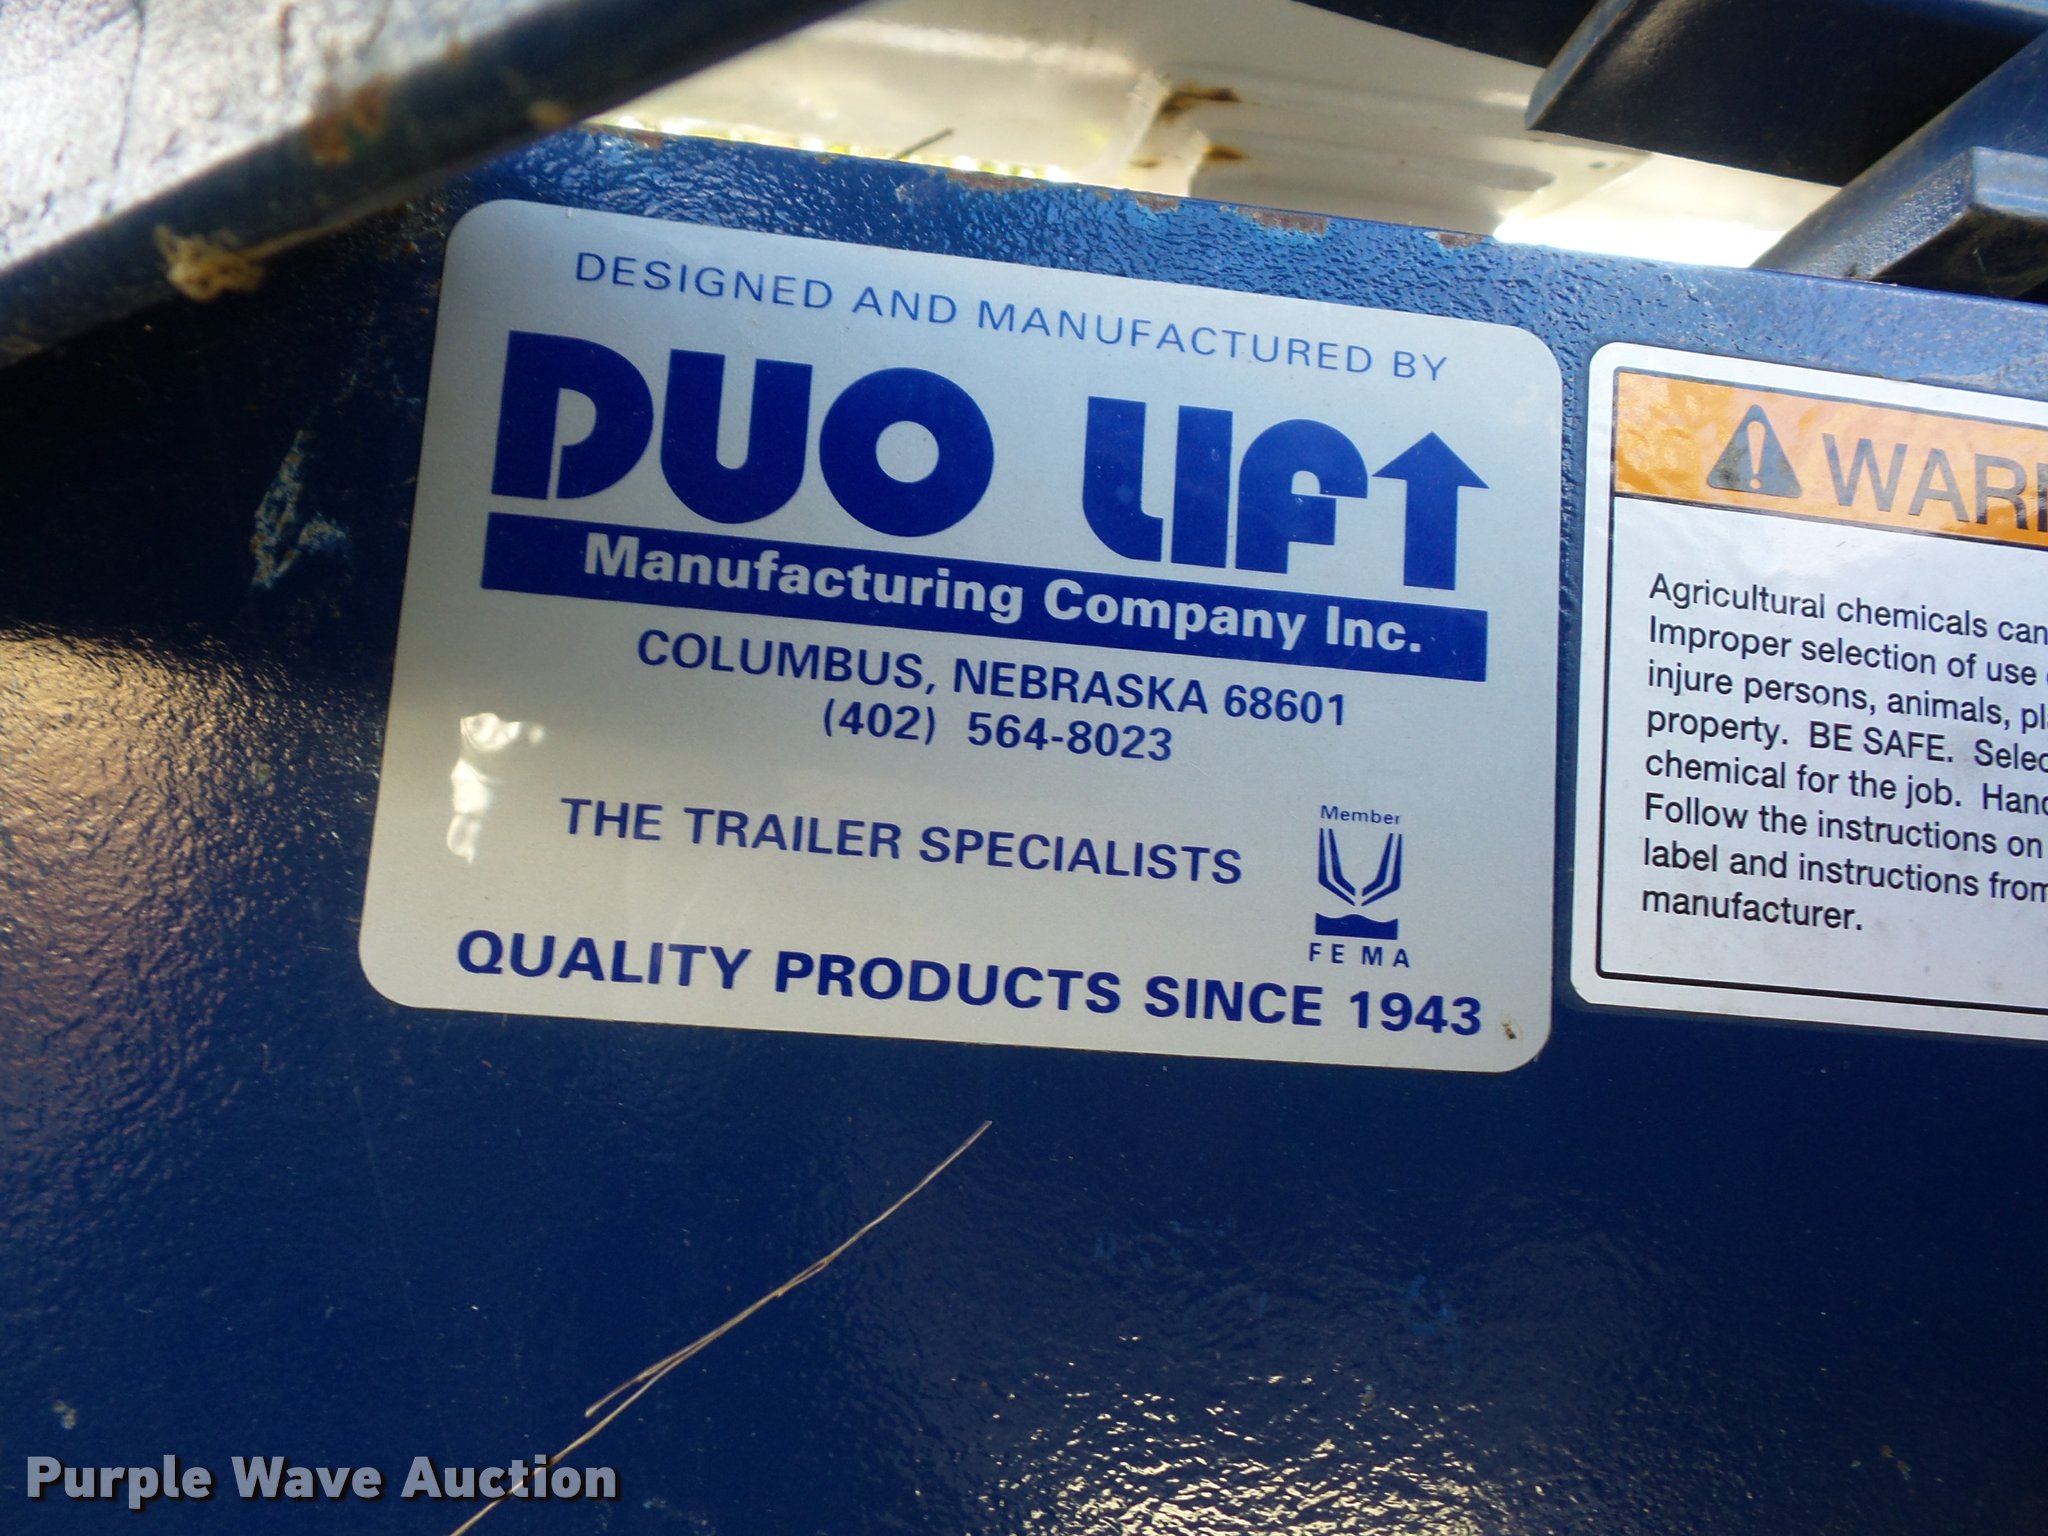 DESIGNED AND MANUFACTURED BY
DUO LIFT
Manufacturing Company Inc.
COLUMBUS, NEBRASKA 68601
(402) 564-8023
THE TRAILER SPECIALISTS
Member
FEMA
QUALITY PRODUCTS SINCE 1943
Agricultural chemicals can
Improper selection of use
injure persons, animals,
property. BE SAFE.
chemical for the job.
Follow the instructions on
label and instructions from
manufacturer.
Purple Wave Auction